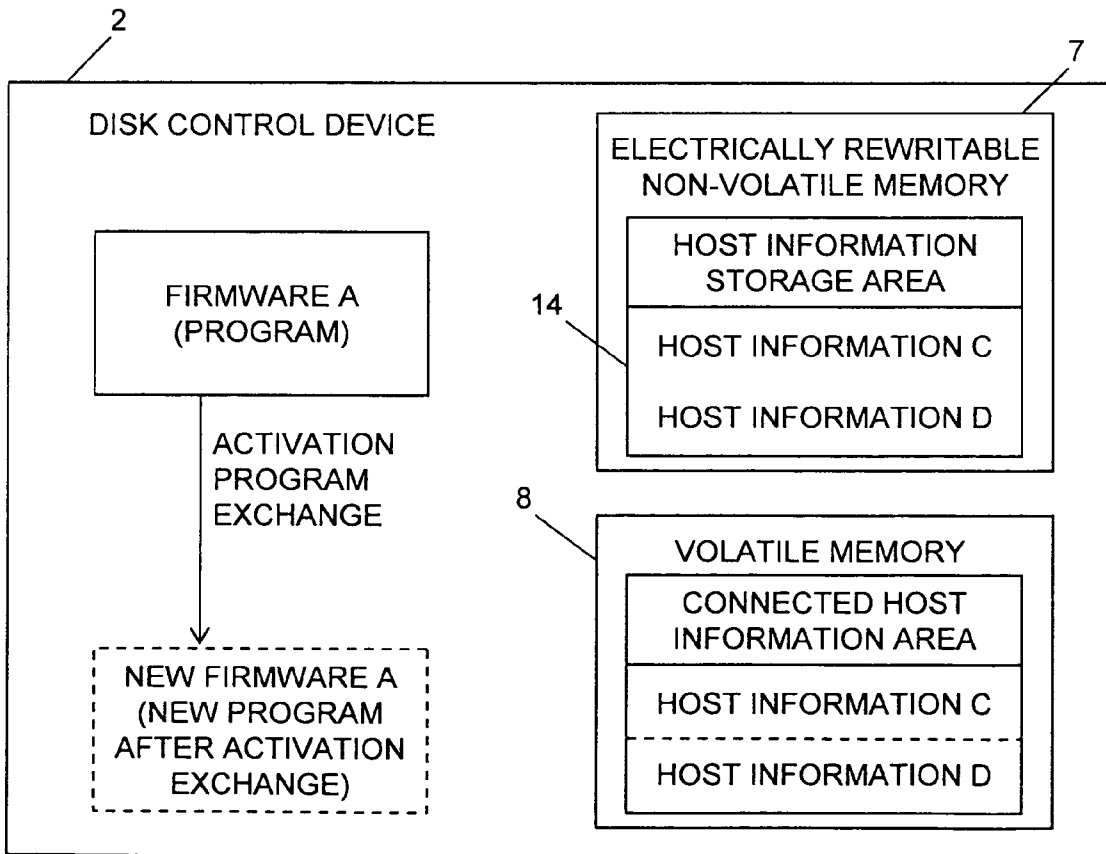 2
7
DISK CONTROL DEVICE
ELECTRICALLY REWRITABLE
NON-VOLATILE MEMORY
HOST INFORMATION
STORAGE AREA
14
HOST INFORMATION C
HOST INFORMATION D
FIRMWARE A
(PROGRAM)
ACTIVATION
PROGRAM
EXCHANGE
8
VOLATILE MEMORY
CONNECTED HOST
INFORMATION AREA
HOST INFORMATION C
HOST INFORMATION D
NEW FIRMWARE A
(NEW PROGRAM
AFTER ACTIVATION
EXCHANGE)